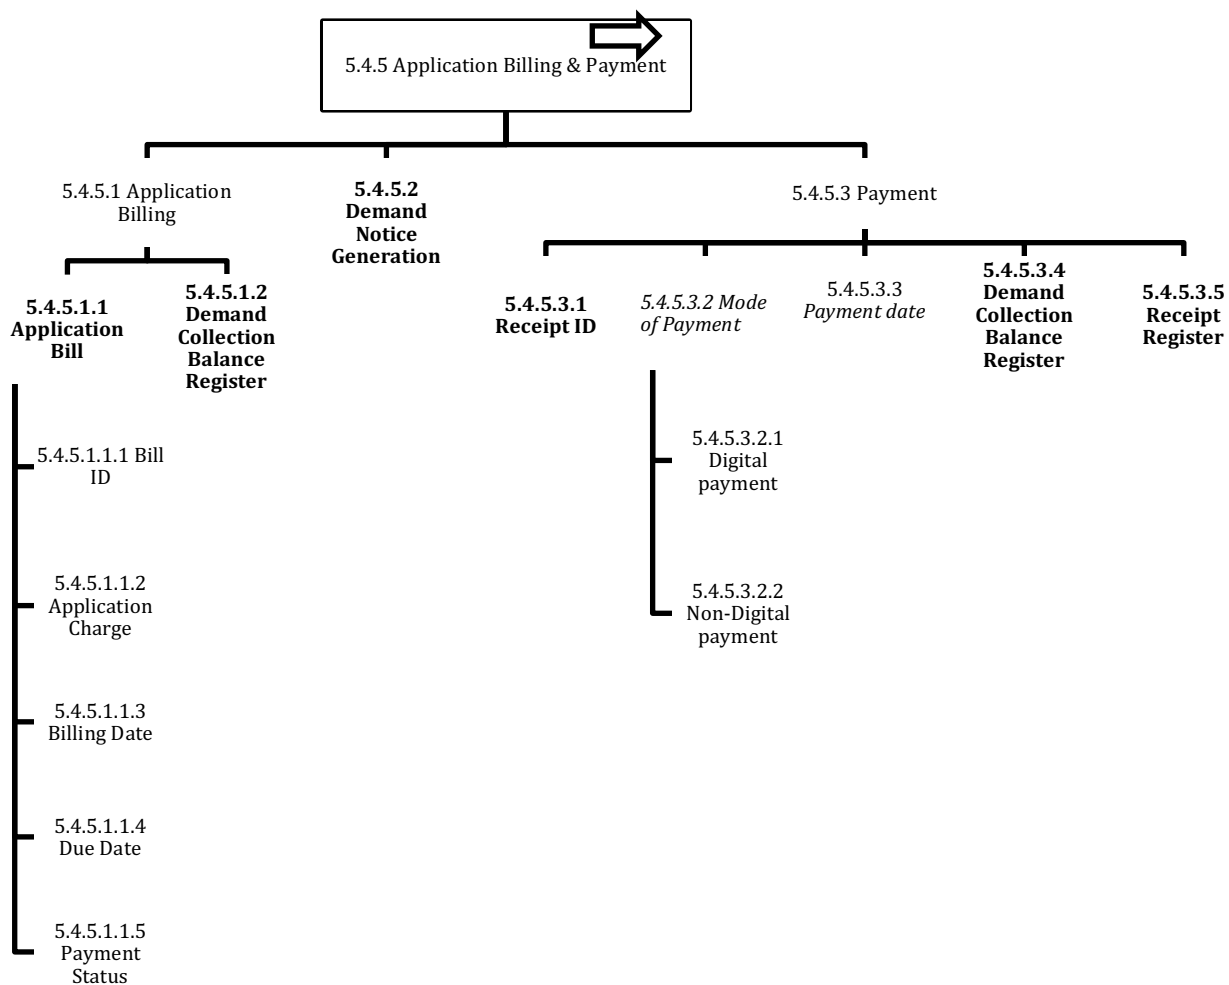 5.4.5 Application Billing & Payment
5.4.5.1 Application
Billing
5.4.5.2
Demand
Notice
Generation
5.4.5.3 Payment
5.4.5.1.1
Application
Bill
5.4.5.1.2
Demand
Collection
Balance
Register
5.4.5.3.1
Receipt ID
5.4.5.3.2 Mode
of Payment
5.4.5.3.3
Payment date
5.4.5.3.4
Demand
Collection
Balance
Register
5.4.5.3.5
Receipt
Register
5.4.5.1.1.1 Bill
ID
5.4.5.1.1.2
Application
Charge
5.4.5.1.1.3
Billing Date
5.4.5.1.1.4
Due Date
5.4.5.1.1.5
Payment
Status
5.4.5.3.2.1
Digital
payment
5.4.5.3.2.2
Non-Digital
payment